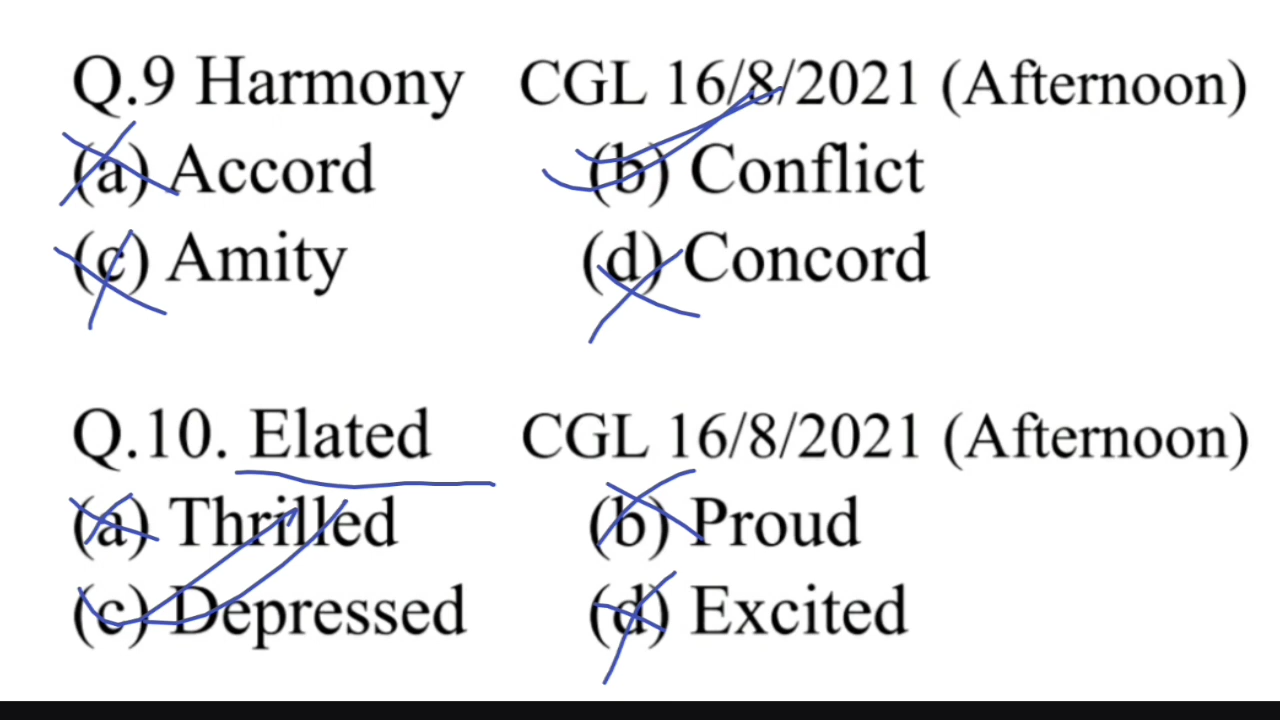 Q.9 Harmony CGL 16/8/2021 (Afternoon)
(a) Accord (b) Conflict
(c) Amity (d) Concord
Q.10. Elated CGL 16/8/2021 (Afternoon)
(a) Thrilled (b) Proud
(c) Depressed (d) Excited